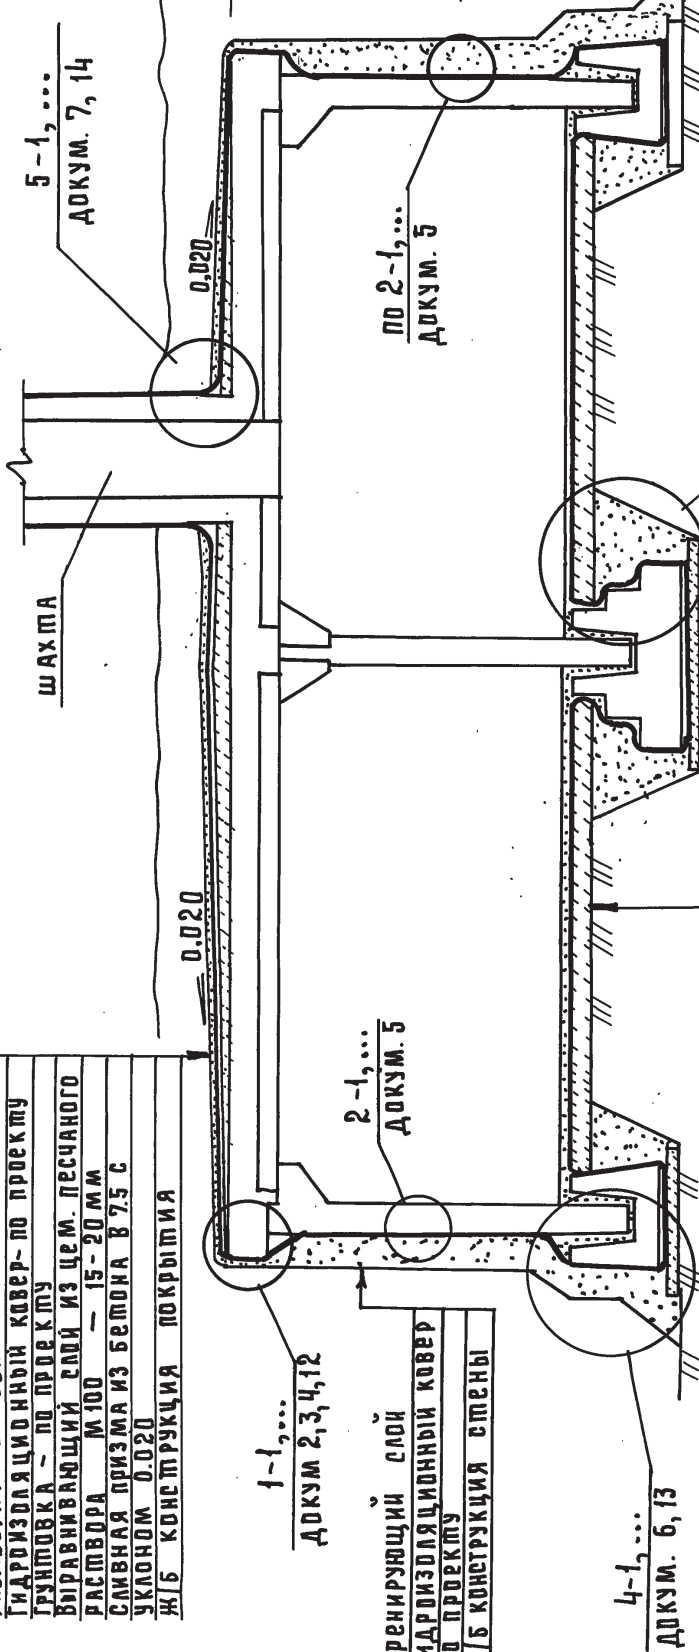 Гидроизоляционный ковер - по проекту
Грунтовка - по проекту
Выравнивающий слой из цем. песчаного
раствора М100 — 15-20 мм
Сливная призма из бетона В 7.5 с
уклоном 0.020
Ж/Б конструкция покрытия
0.020
ШАХТА
0,020
5-1,...
ДОКУМ. 7, 14
1-1,...
ДОКУМ 2,3,4,12
2-1,...
ДОКУМ. 5
ПО 2-1,...
ДОКУМ. 5
ренирующий слой
идроизоляционный ковер
о проекту
/Б конструкция стены
4-1,...
ДОКУМ. 6,13